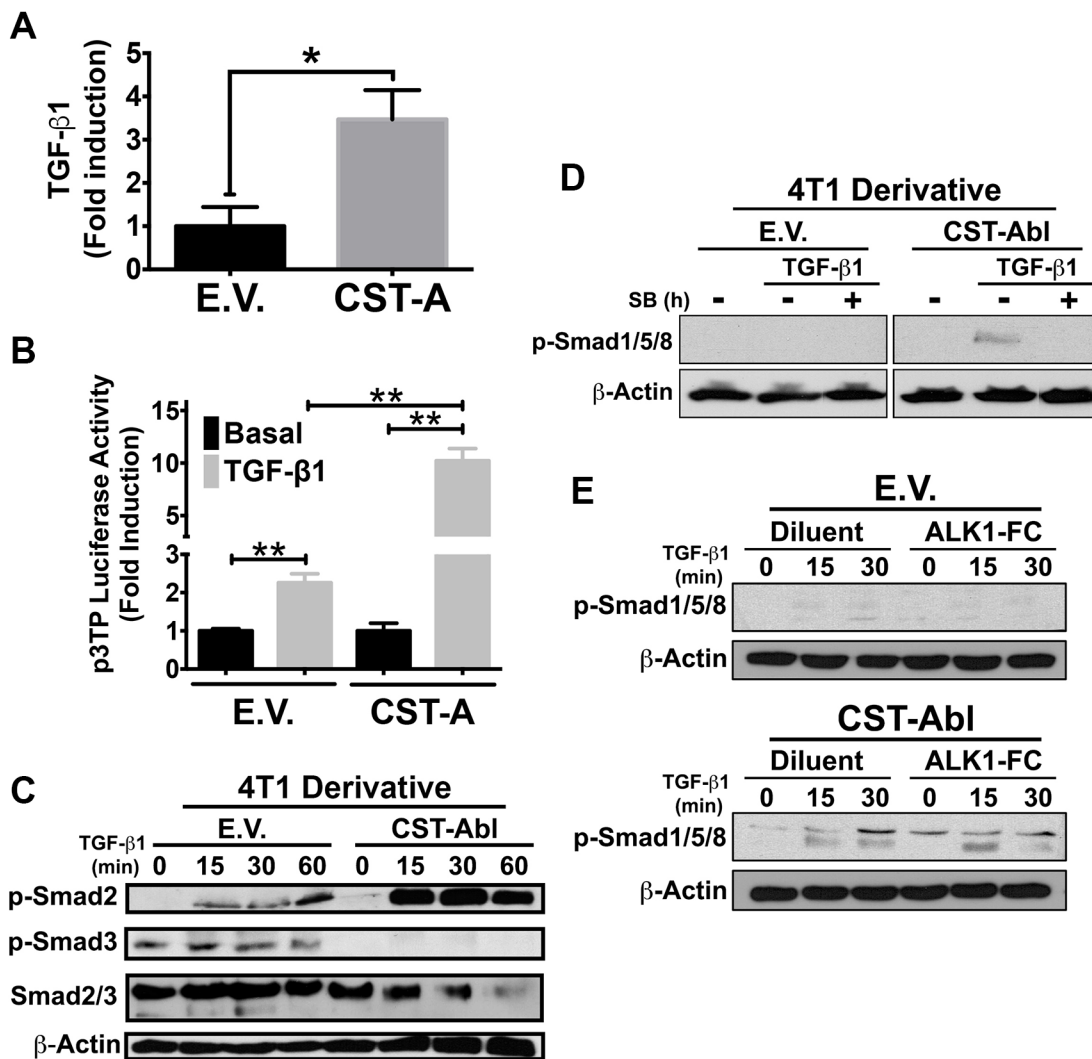 A
TGF-β1
(Fold induction)
5
4
3
2
1
0
*
E.V. CST-A
B
p3TP Luciferase Activity
(Fold Induction)
15
10
5
2
1
0
Basal
TGF-β1
**
**
**
E.V. CST-A
C
4T1 Derivative
E.V. CST-Abl
TGF-β1
(min) 0 15 30 60 0 15 30 60
p-Smad2
p-Smad3
Smad2/3
β-Actin
D
4T1 Derivative
E.V. CST-Abl
TGF-β1 TGF-β1
SB (h) - - + - - +
p-Smad1/5/8
β-Actin
E
E.V.
Diluent ALK1-FC
TGF-β1
(min) 0 15 30 0 15 30
p-Smad1/5/8
β-Actin
CST-Abl
Diluent ALK1-FC
TGF-β1
(min) 0 15 30 0 15 30
p-Smad1/5/8
β-Actin